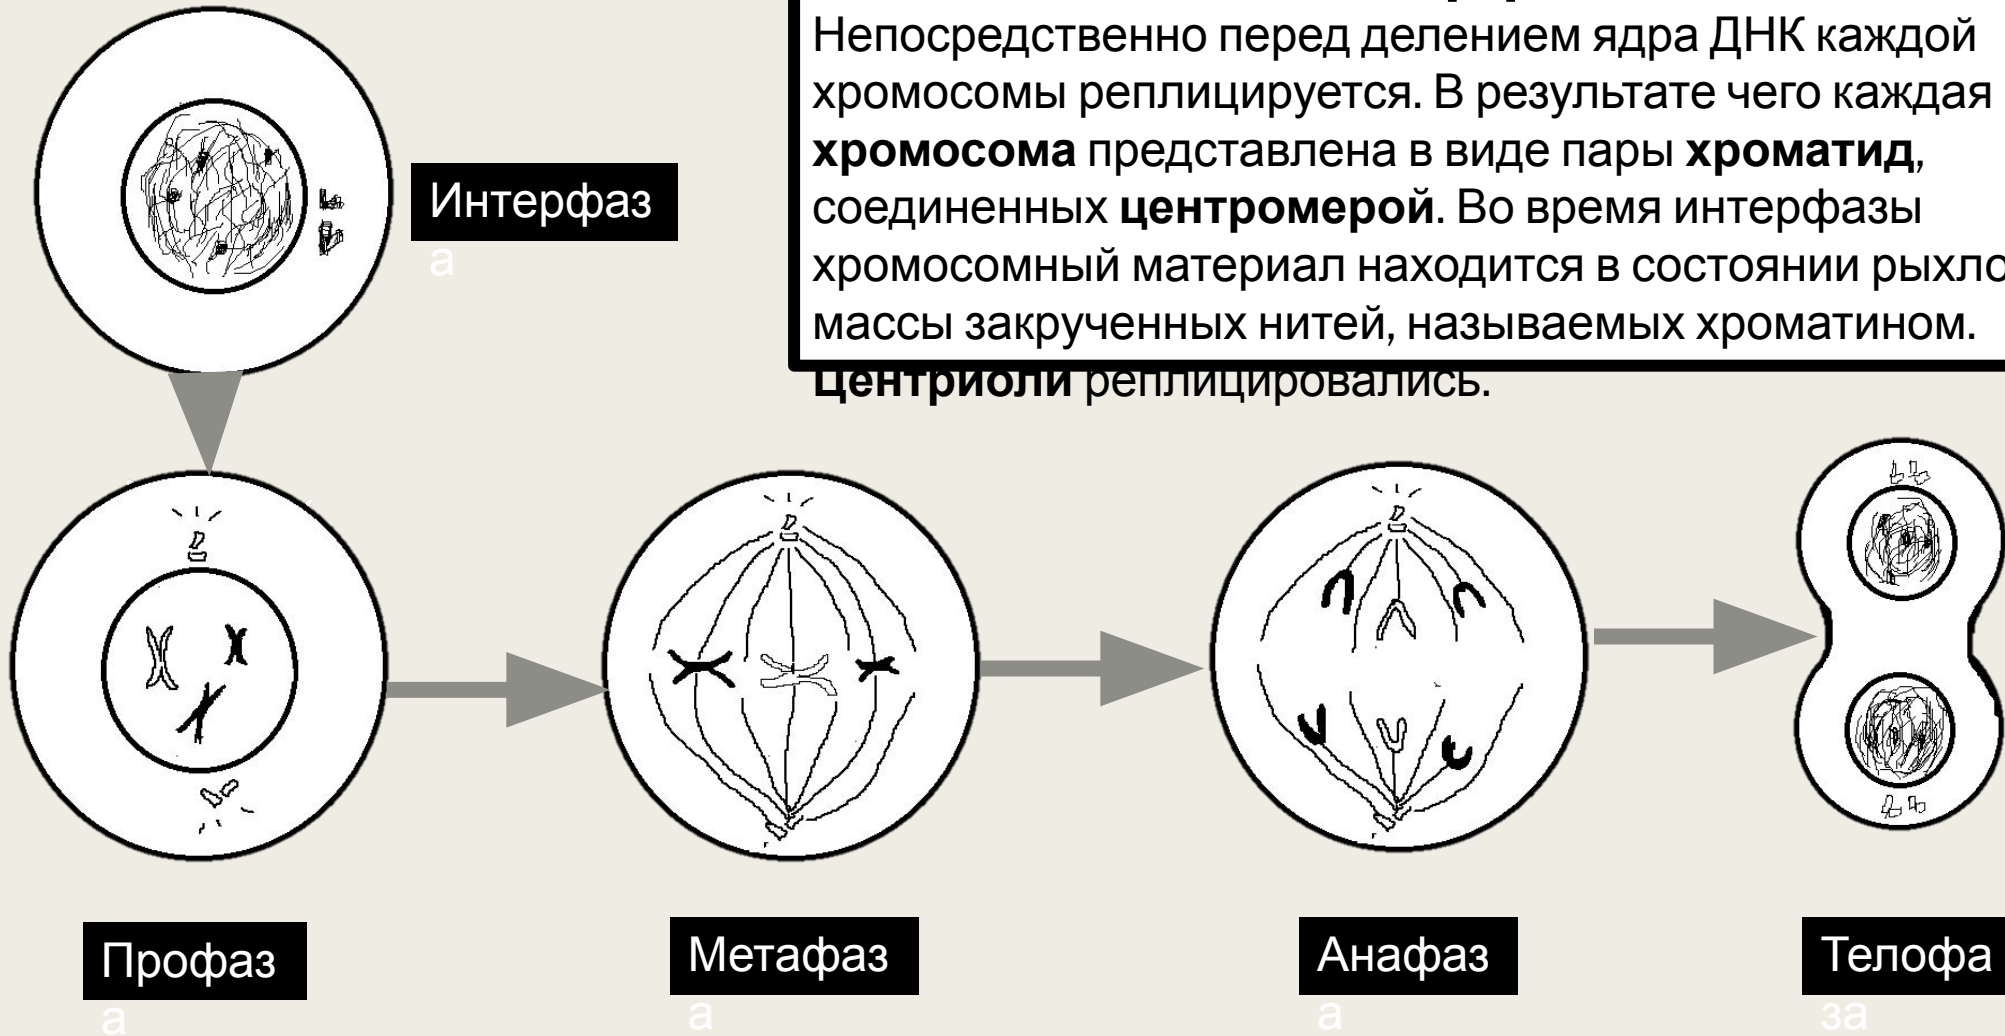 Непосредственно перед делением ядра ДНК каждой
хромосомы реплицируется. В результате чего каждая
хромосома представлена в виде пары хроматид,
соединенных центромерой. Во время интерфазы
хромосомный материал находится в состоянии рыхло
массы закрученных нитей, называемых хроматином.
Центриоли реплицировались.
Интерфаз
а
Профаз
а
Метафаз
а
Анафаз
а
Телофа
за